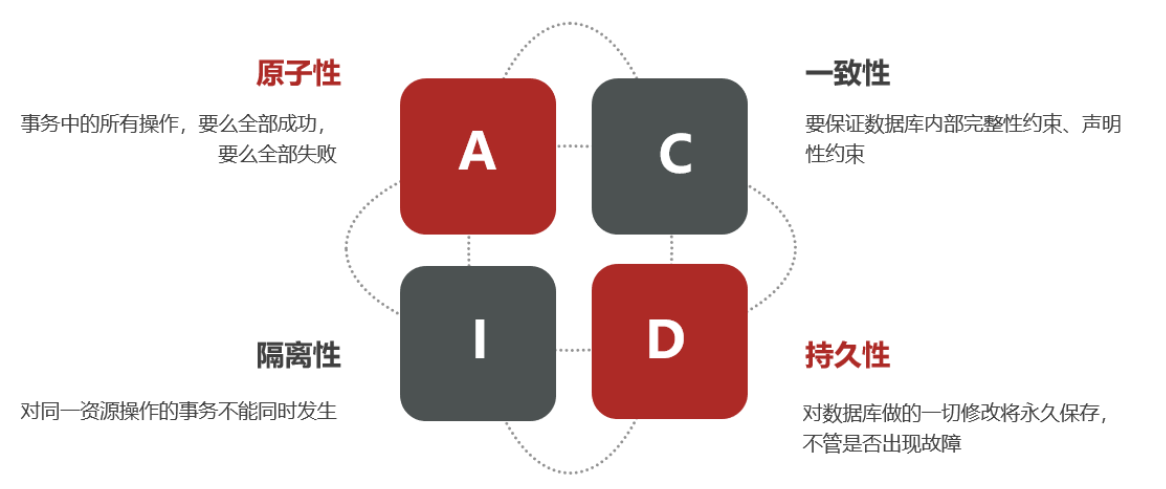 原子性
事务中的所有操作，要么全部成功，
要么全部失败
A
C
一致性
要保证数据库内部完整性约束、声明
性约束
隔离性
对同一资源操作的事务不能同时发生
I
D
持久性
对数据库做的一切修改将永久保存，
不管是否出现故障